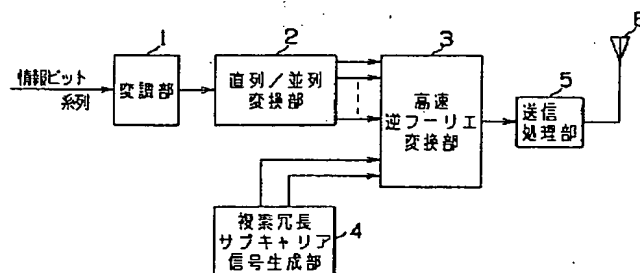 1
2
3
6
情報ビット
系列
変調部
直列/並列
変換部
高速
逆フーリエ
変換部
5
送信
処理部
複素冗長
サブキャリア
信号生成部
4